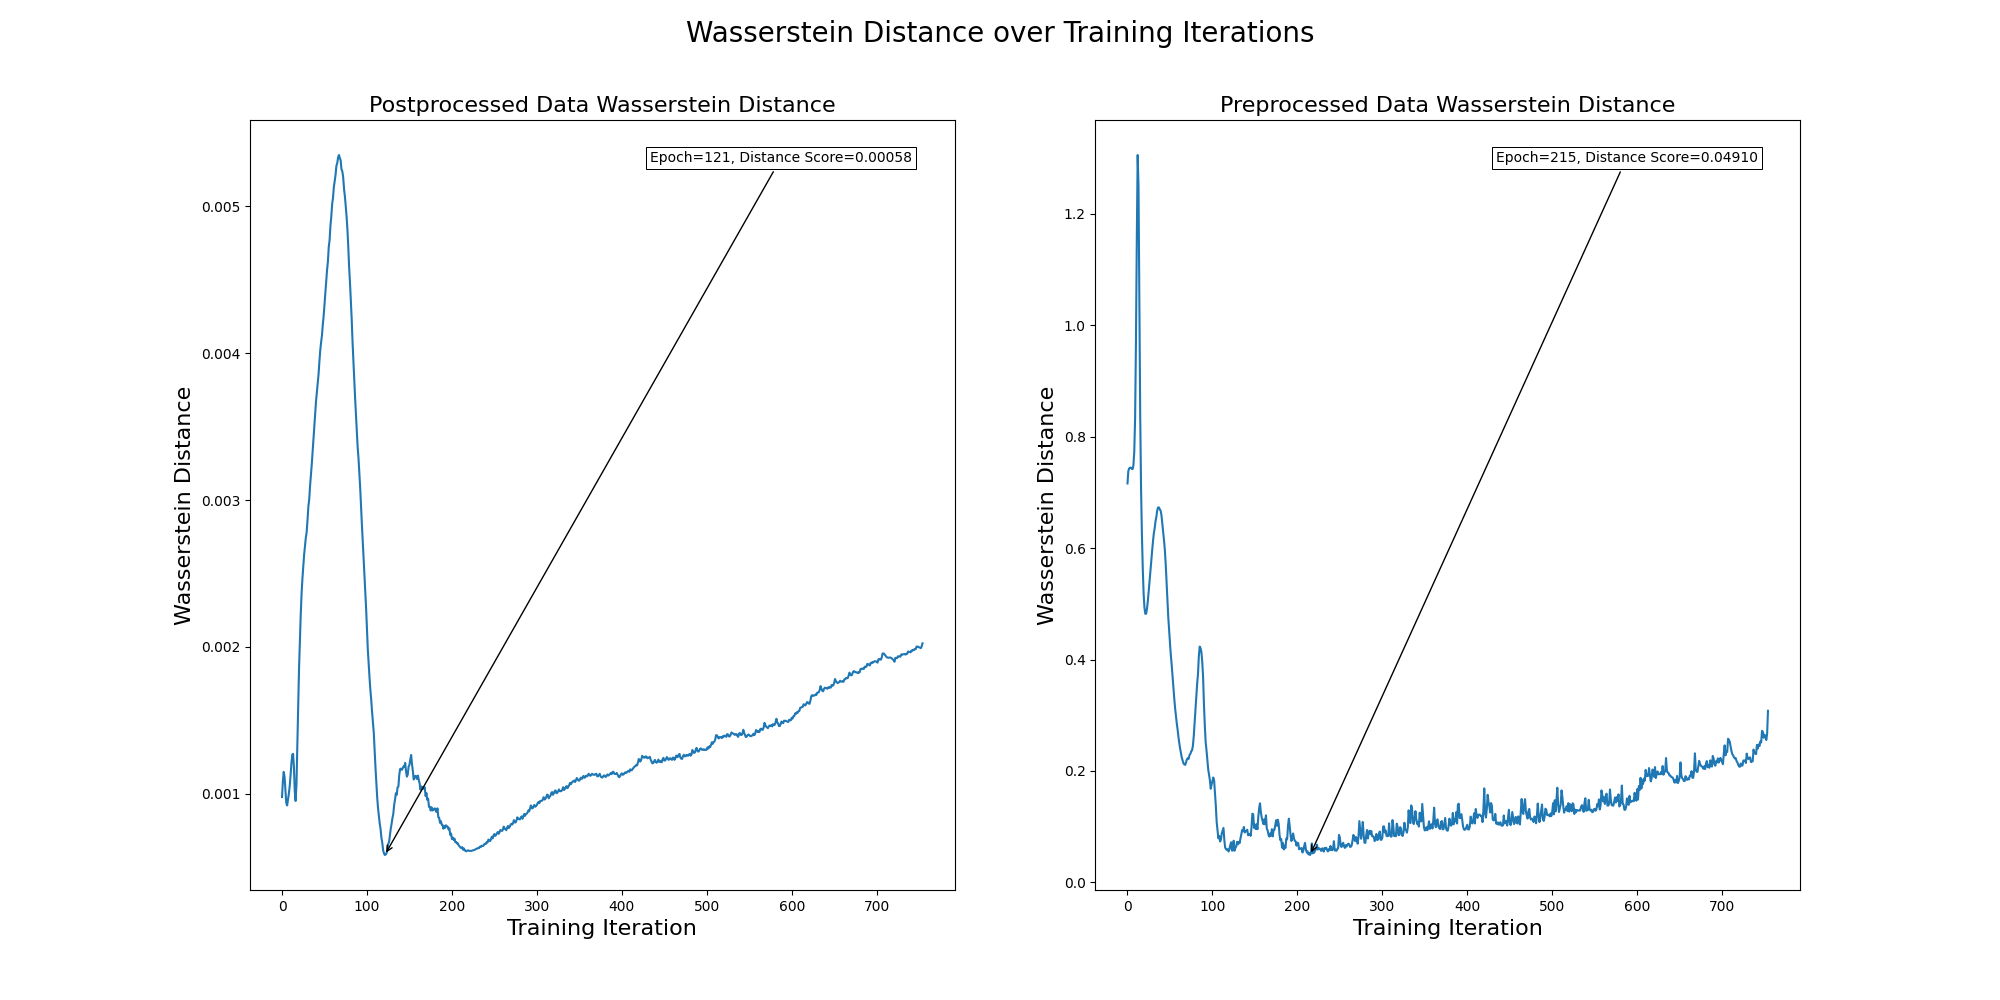 Wasserstein Distance over Training Iterations
Postprocessed Data Wasserstein Distance
Epoch=121, Distance Score=0.00058
Wasserstein Distance
0.005
0.004
0.003
0.002
0.001
0 100 200 300 400 500 600 700
Training Iteration
Preprocessed Data Wasserstein Distance
Epoch=215, Distance Score=0.04910
Wasserstein Distance
1.2
1.0
0.8
0.6
0.4
0.2
0.0
0 100 200 300 400 500 600 700
Training Iteration